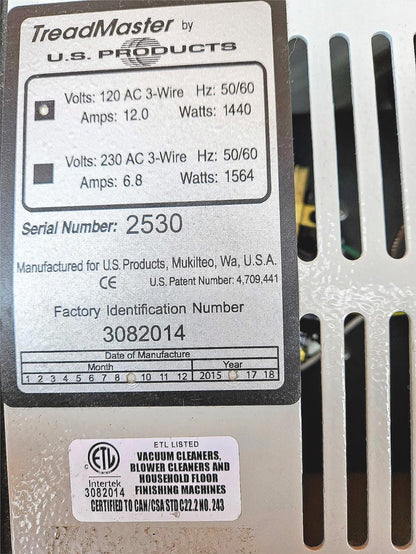 TreadMaster by
U.S. PRODUCTS
Volts: 120 AC 3-Wire Hz: 50/60
Amps: 12.0 Watts: 1440
Volts: 230 AC 3-Wire Hz: 50/60
Amps: 6.8 Watts: 1564
Serial Number: 2530
Manufactured for U.S. Products, Mukilteo, Wa, U.S.A.
CE U.S. Patent Number: 4,709,441
Factory Identification Number
3082014
Date of Manufacture
Month Year
1 2 3 4 5 6 7 8 10 11 12 2015 17 18
ETL LISTED
VACUUM CLEANERS,
BLOWER CLEANERS AND
HOUSEHOLD FLOOR
FINISHING MACHINES
CERTIFIED TO CAN/CSA STD C22.2 NO. 243
C ETL
Intertek
3082014